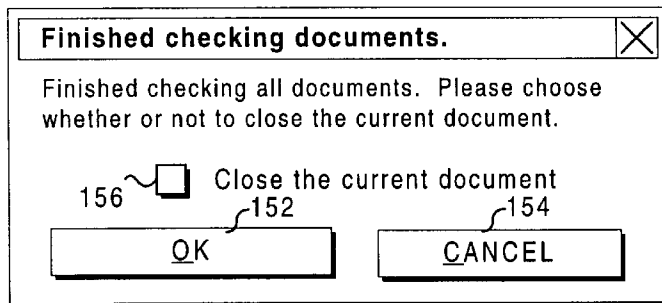 Finished checking documents.
Finished checking all documents. Please choose
whether or not to close the current document.
156 Close the current document
152 154
OK CANCEL